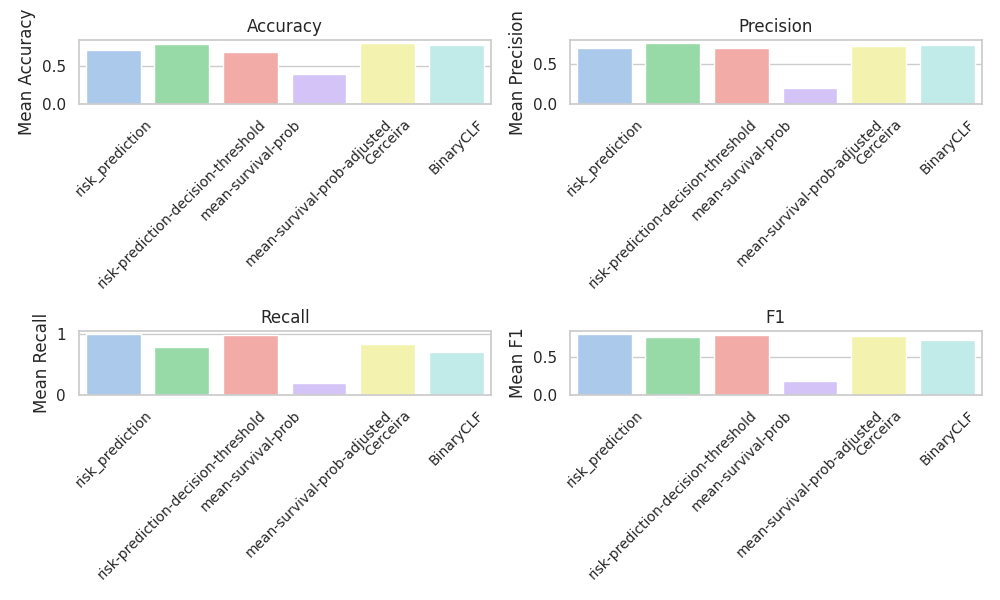 Accuracy
Mean Accuracy
0.5
0.0
risk_prediction
risk-prediction-decision-threshold
mean-survival-prob
mean-survival-prob-adjusted
Cerceira
BinaryCLF
Precision
Mean Precision
0.5
0.0
risk_prediction
risk-prediction-decision-threshold
mean-survival-prob
mean-survival-prob-adjusted
Cerceira
BinaryCLF
Recall
Mean Recall
1
0
risk_prediction
risk-prediction-decision-threshold
mean-survival-prob
mean-survival-prob-adjusted
Cerceira
BinaryCLF
F1
Mean F1
0.5
0.0
risk_prediction
risk-prediction-decision-threshold
mean-survival-prob
mean-survival-prob-adjusted
Cerceira
BinaryCLF